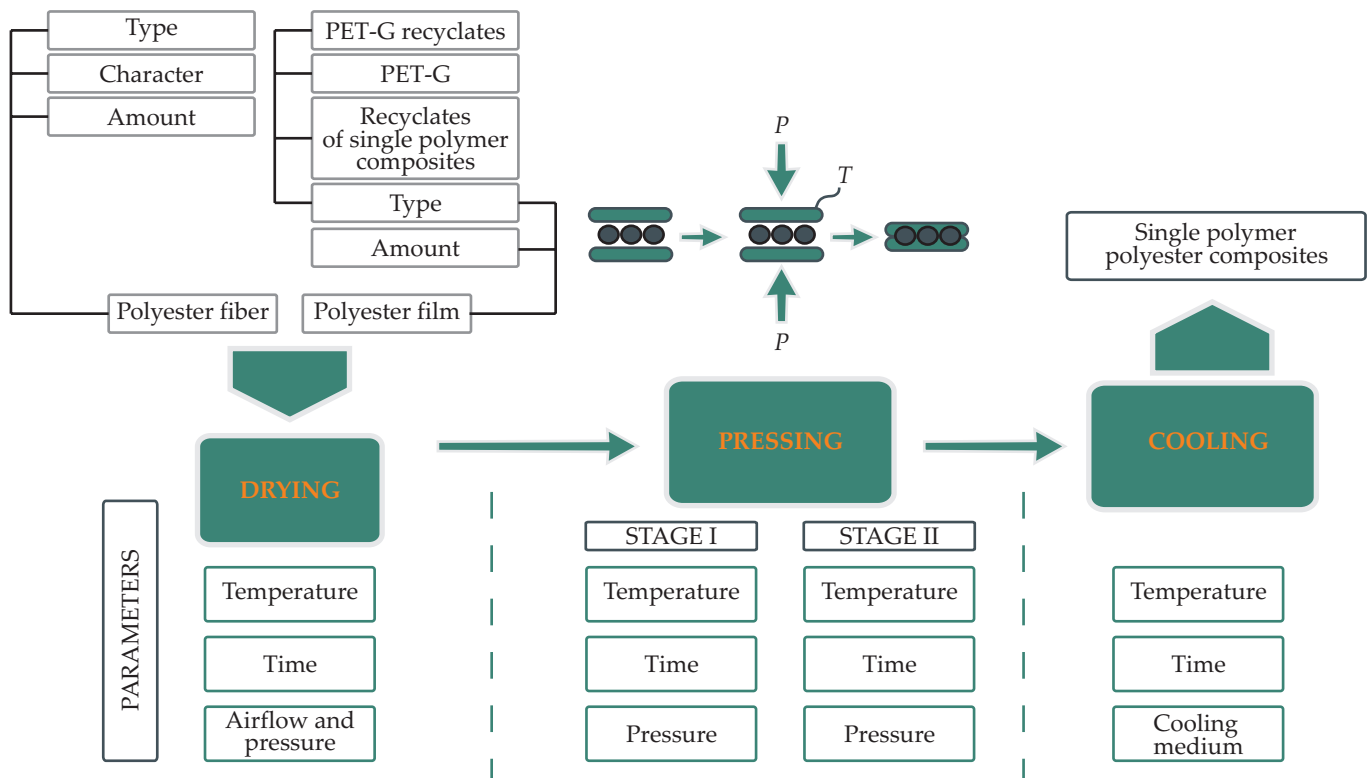 Type
Character
Amount
PET-G recyclates
PET-G
Recyclates
of single polymer
composites
Type
Amount
Polyester fiber
Polyester film
P
T
P
Single polymer
polyester composites
DRYING
PRESSING
COOLING
PARAMETERS
STAGE I
STAGE II
Temperature
Temperature
Temperature
Temperature
Time
Time
Time
Time
Airflow and
pressure
Pressure
Pressure
Cooling
medium